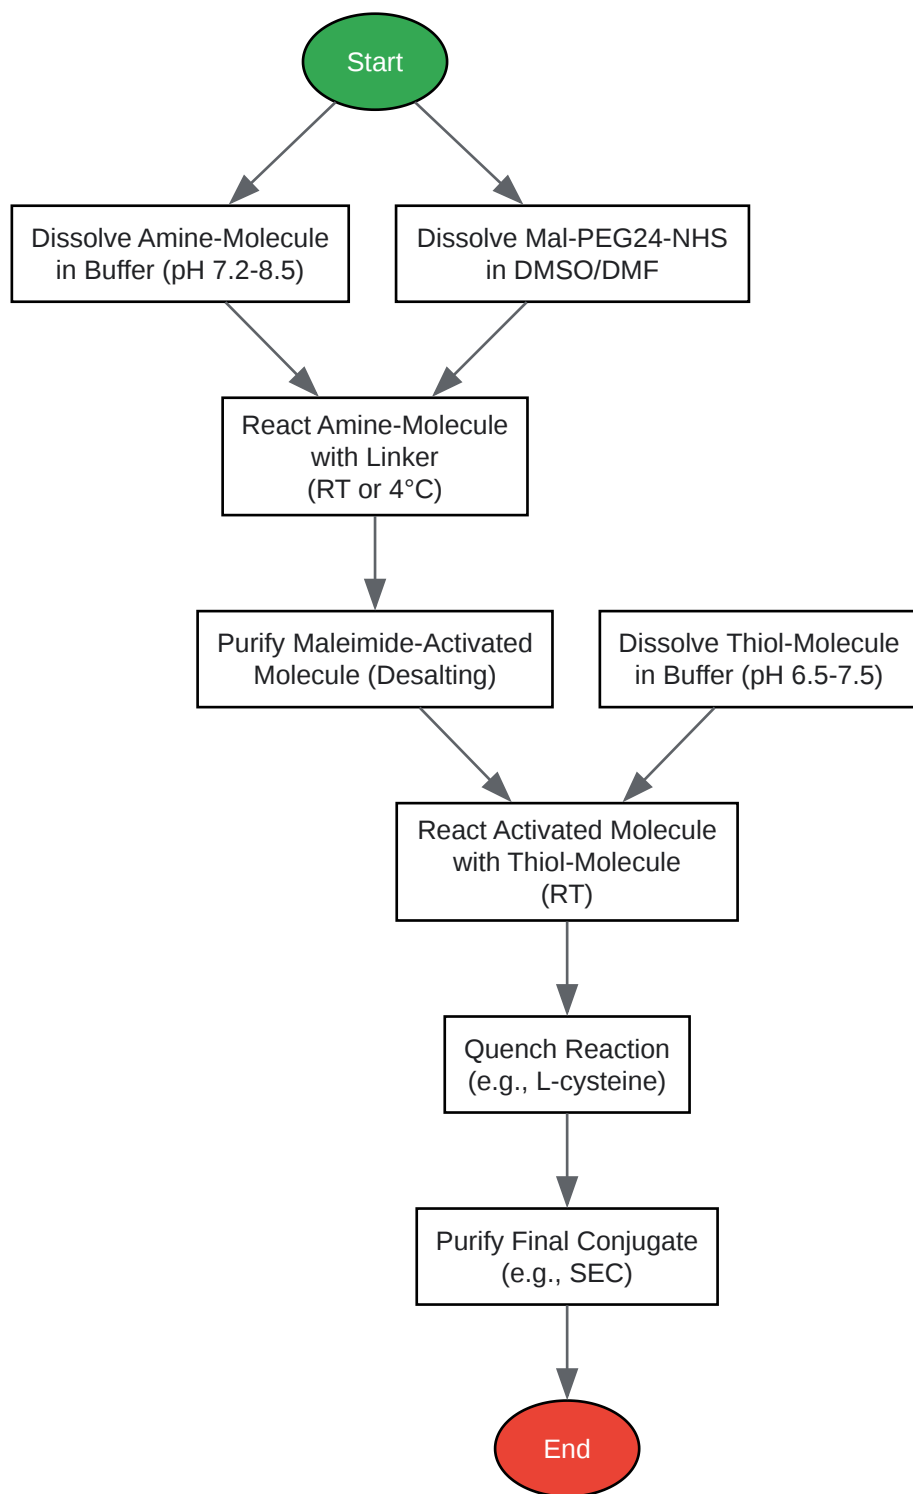 Start
Dissolve Amine-Molecule
in Buffer (pH 7.2-8.5)
Dissolve Mal-PEG24-NHS
in DMSO/DMF
React Amine-Molecule
with Linker
(RT or 4°C)
Purify Maleimide-Activated
Molecule (Desalting)
Dissolve Thiol-Molecule
in Buffer (pH 6.5-7.5)
React Activated Molecule
with Thiol-Molecule
(RT)
Quench Reaction
(e.g., L-cysteine)
Purify Final Conjugate
(e.g., SEC)
End